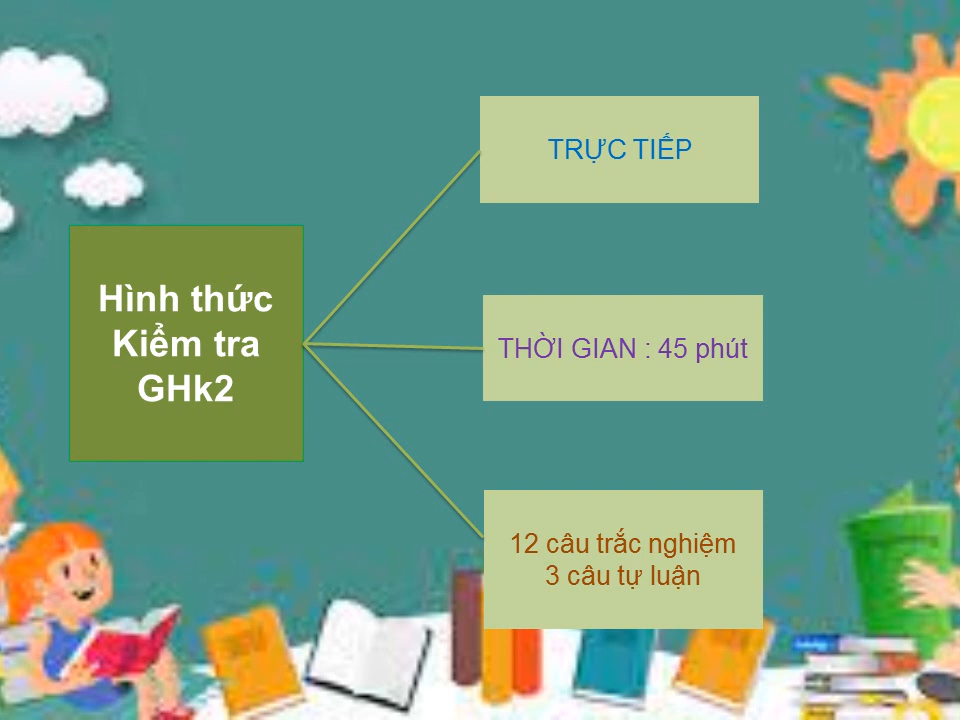 Hình thức
Kiểm tra
GHk2
TRỰC TIẾP
THỜI GIAN : 45 phút
12 câu trắc nghiệm
3 câu tự luận